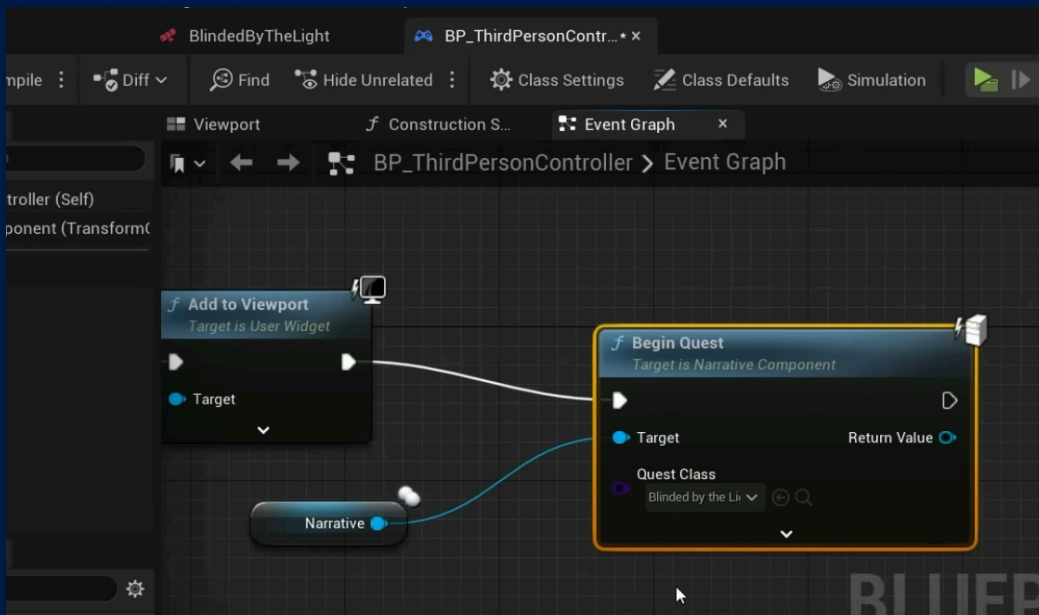 BlindedByTheLight
BP_ThirdPersonContr...•
mpile
Diff
Find
Hide Unrelated
Class Settings
Class Defaults
Simulation
Viewport
Construction S...
Event Graph
BP_ThirdPersonController > Event Graph
troller (Self)
ponent (Transform
Add to Viewport
Target is User Widget
Target
Begin Quest
Target is Narrative Component
Target
Return Value
Quest Class
Blinded by the Li
Narrative
BLUEP